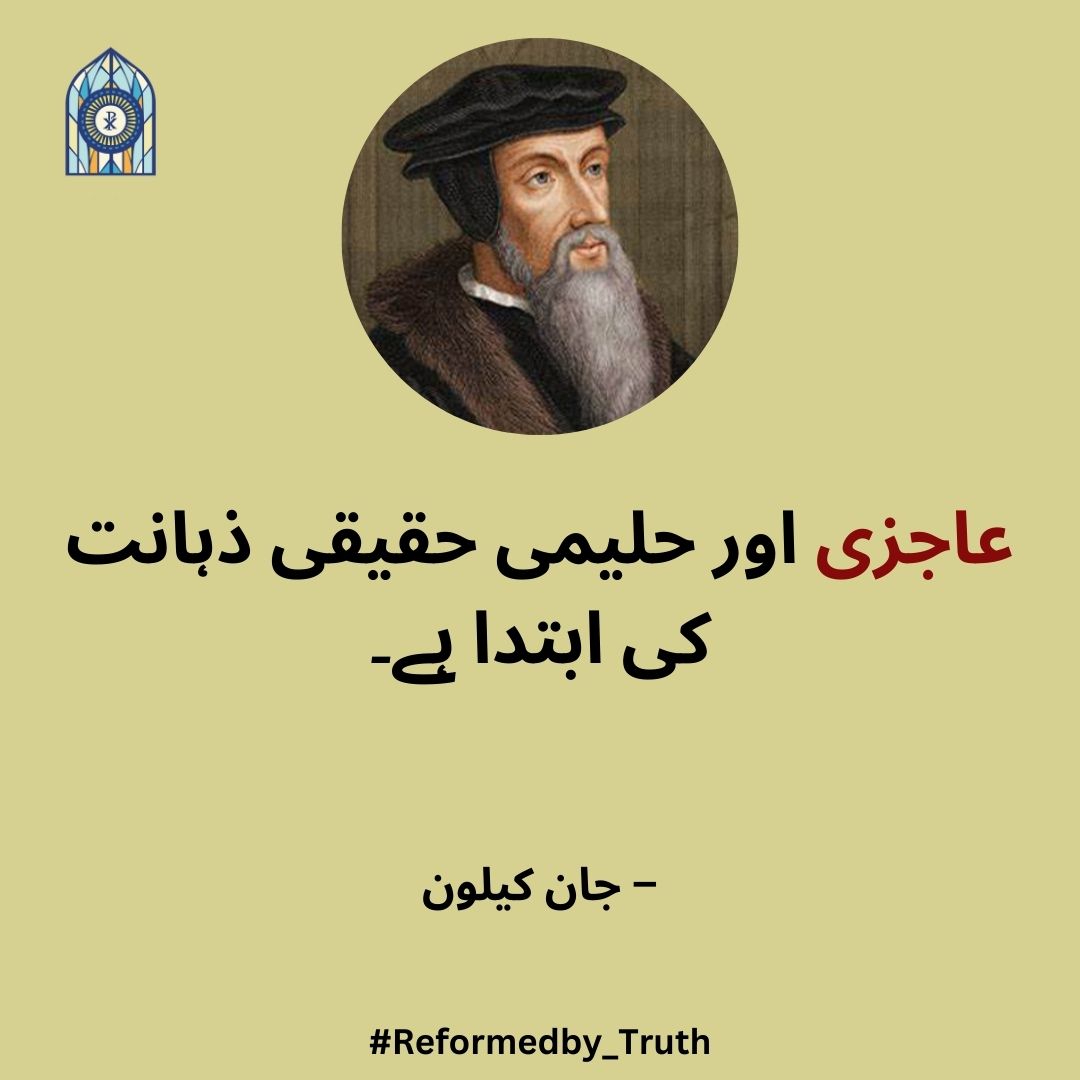 عاجزی اور حلیمی حقیقی ذہانت
کی ابتدا ہے۔
– جان کیلون
#Reformedby_Truth